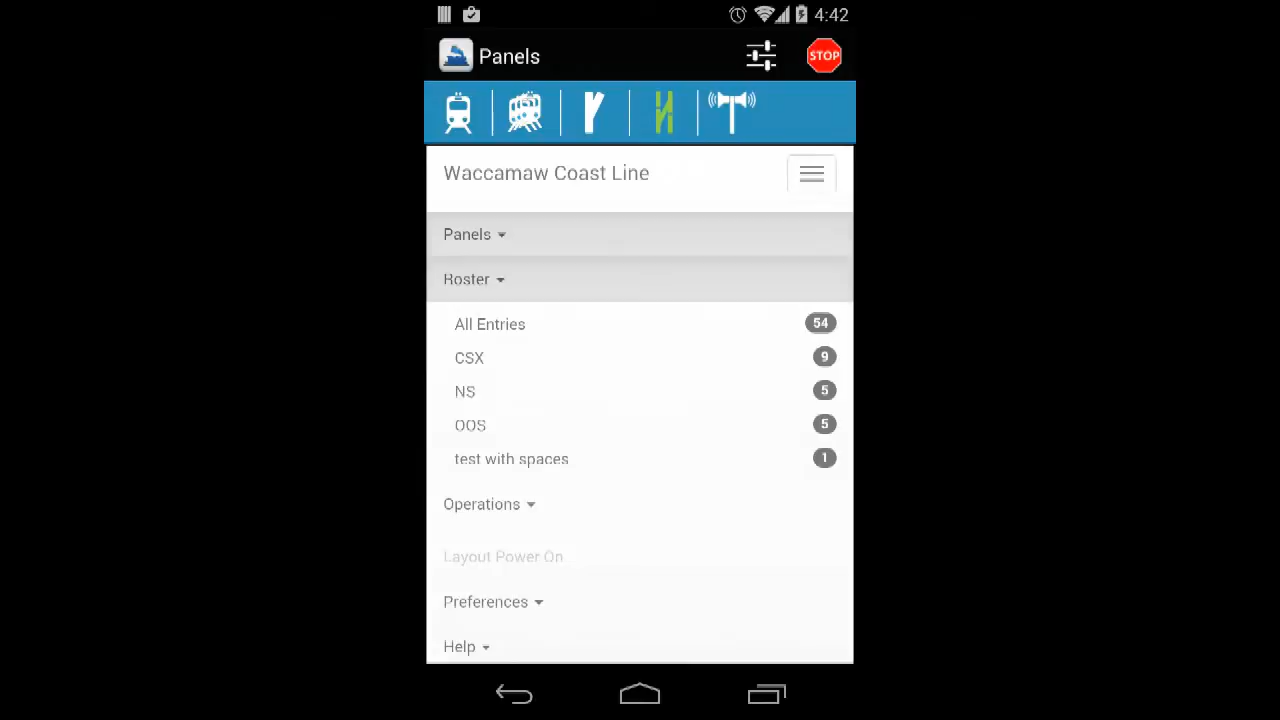 4:42
Panels
STOP
Waccamaw Coast Line
Panels
Roster
All Entries 54
CSX 9
NS 5
OOS 5
test with spaces 1
Operations
Layout Power On
Preferences
Help